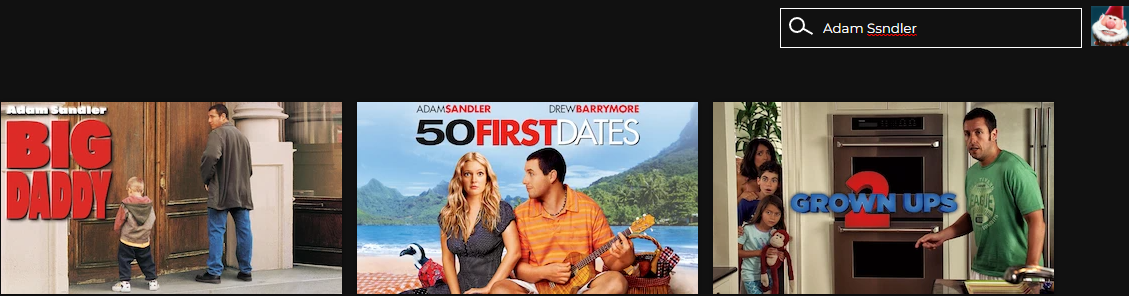 Adam Ssndler
Adam Sandler
BIG
DADDY
ADAMSANDLER DREWBARRYMORE
50FIRSTDATES
GROWN UPS
2